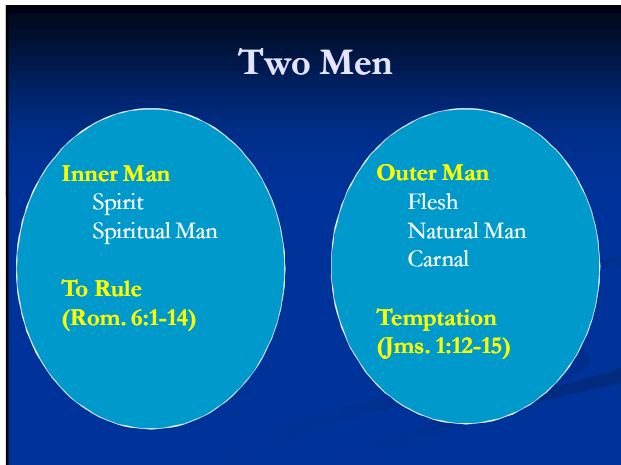 Two Men
Inner Man
Spirit
Spiritual Man
To Rule
(Rom. 6:1-14)
Outer Man
Flesh
Natural Man
Carnal
Temptation
(Jms. 1:12-15)